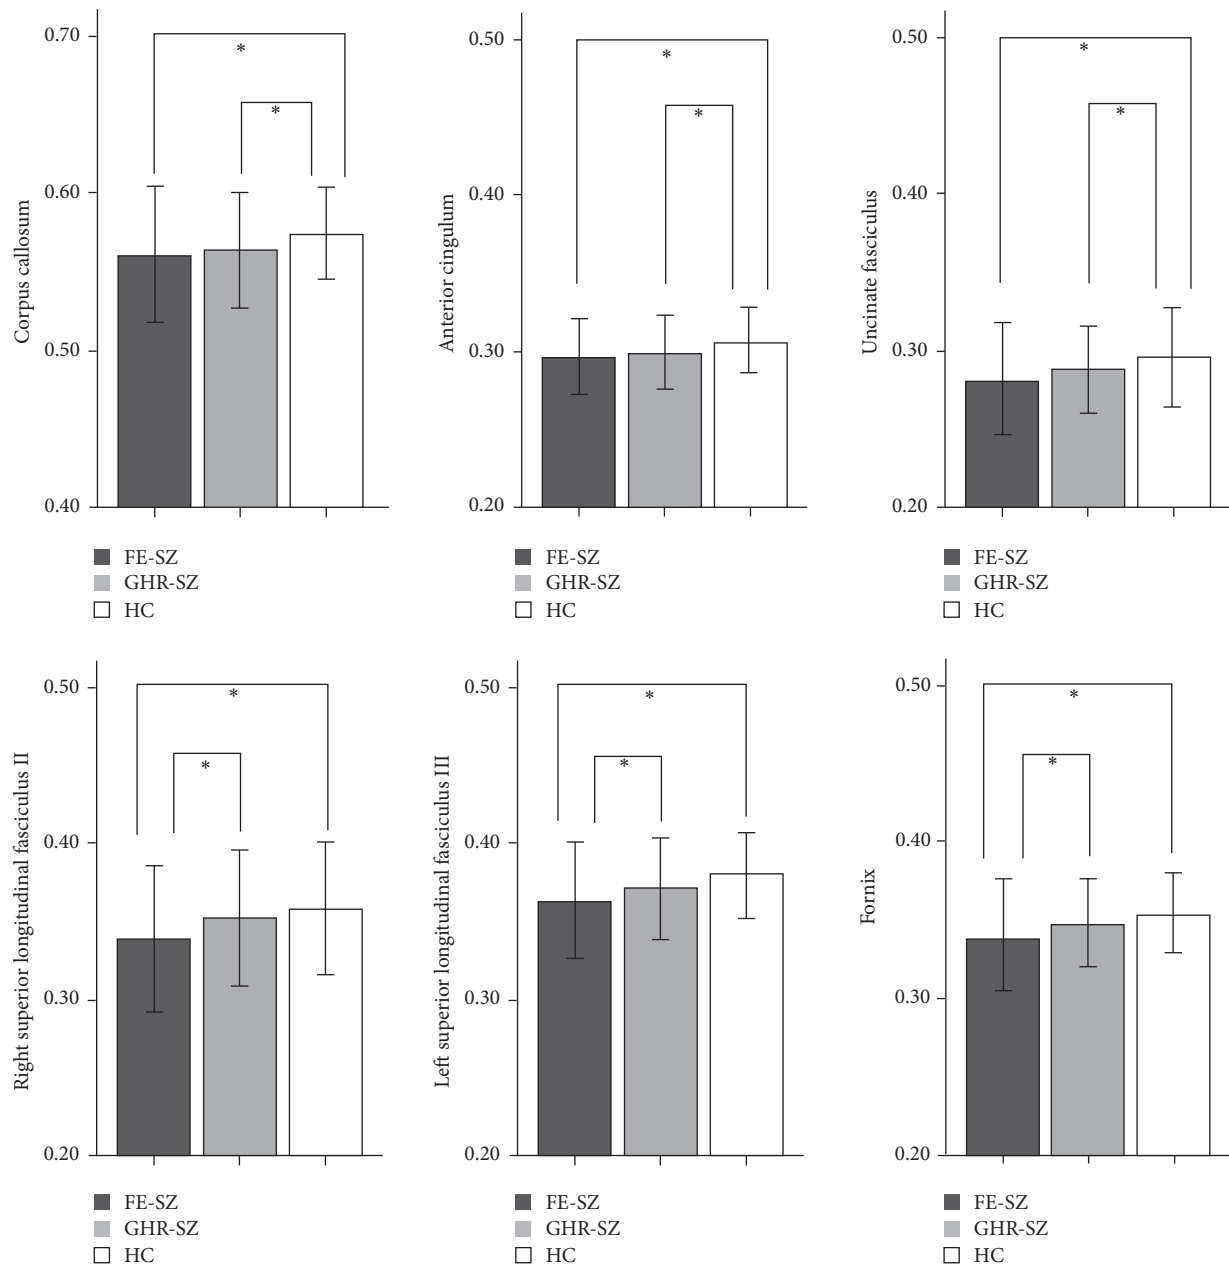 Corpus callosum
0.70
*
*
0.60
0.50
0.40
FE-SZ
GHR-SZ
HC
Anterior cingulum
0.50
*
*
0.40
0.30
0.20
FE-SZ
GHR-SZ
HC
Uncinate fasciculus
0.50
*
*
0.40
0.30
0.20
FE-SZ
GHR-SZ
HC
Right superior longitudinal fasciculus II
0.50
*
*
0.40
0.30
0.20
FE-SZ
GHR-SZ
HC
Left superior longitudinal fasciculus III
0.50
*
*
0.40
0.30
0.20
FE-SZ
GHR-SZ
HC
Fornix
0.50
*
*
0.40
0.30
0.20
FE-SZ
GHR-SZ
HC